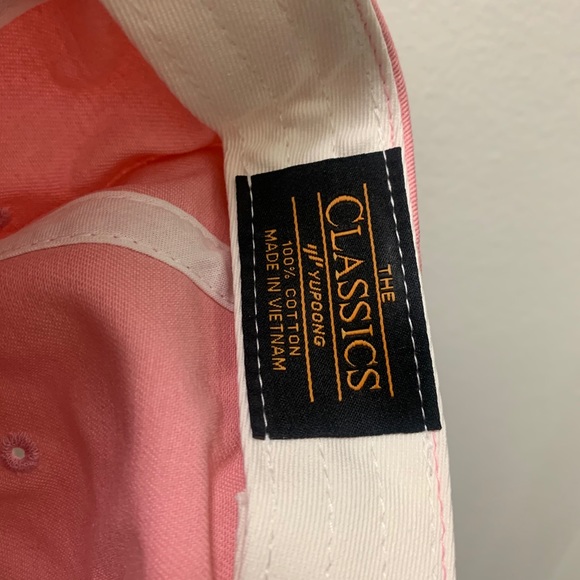 THE
CLASSICS
YUPOONG
100% COTTON
MADE IN VIETNAM